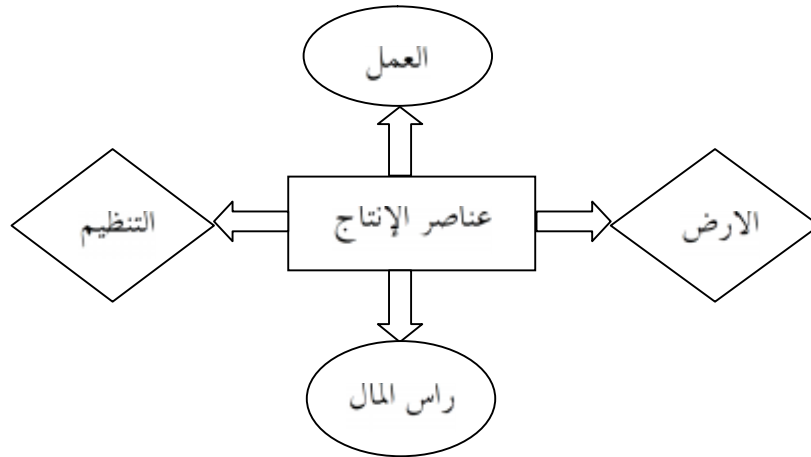 العمل
الارض
عناصر الإنتاج
التنظيم
راس المال